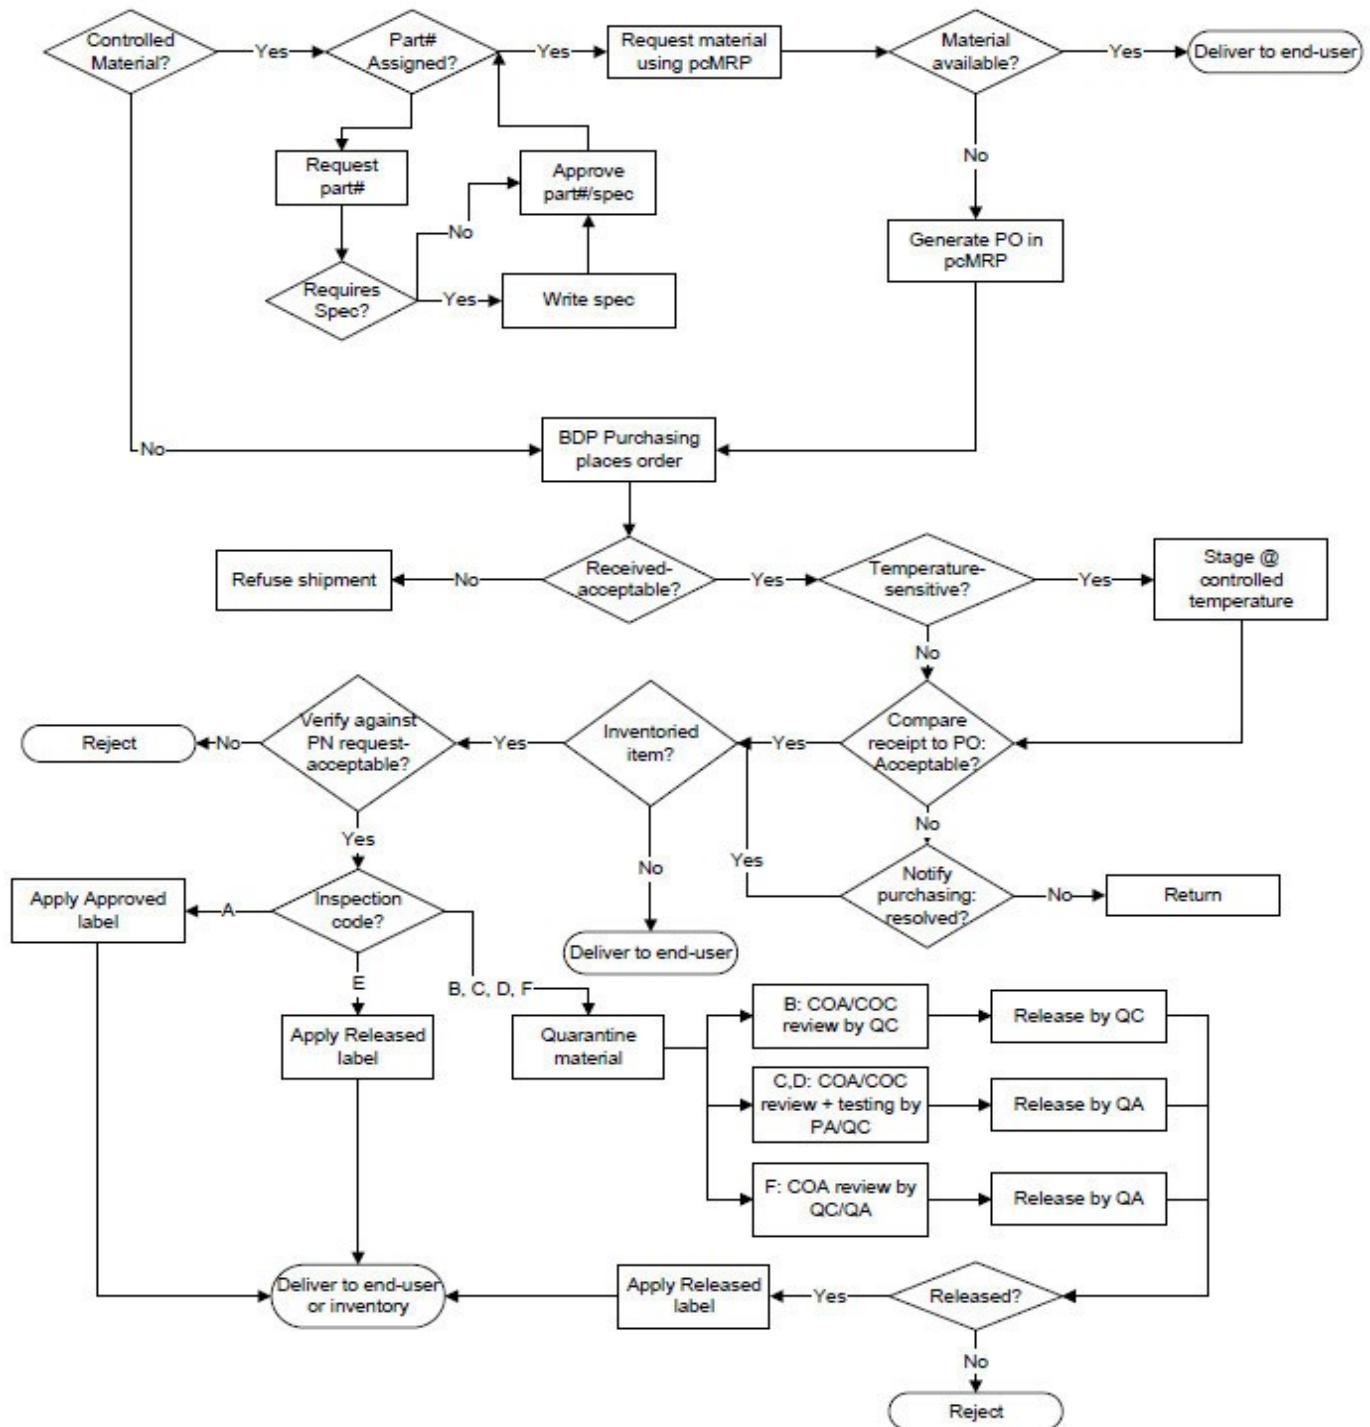 Controlled
Material?
Yes
Part#
Assigned?
Yes
Request material
using pcMRP
Material
available?
Yes
Deliver to end-user
Request
part#
Approve
part#/spec
No
No
Generate PO in
pcMRP
Requires
Spec?
Yes
Write spec
No
BDP Purchasing
places order
Refuse shipment
No
Received-
acceptable?
Yes
Temperature-
sensitive?
Yes
Stage @
controlled
temperature
No
Reject
No
Verify against
PN request-
acceptable?
Yes
Inventoried
item?
Yes
Compare
receipt to PO:
Acceptable?
Yes
No
No
Yes
Notify
purchasing:
resolved?
No
Return
Apply Approved
label
A
Inspection
code?
Deliver to end-user
E
B, C, D, F
Apply Released
label
Quarantine
material
B: COA/COC
review by QC
Release by QC
C,D: COA/COC
review + testing by
PA/QC
Release by QA
F: COA review by
QC/QA
Release by QA
Deliver to end-user
or inventory
Apply Released
label
Yes
Released?
No
Reject